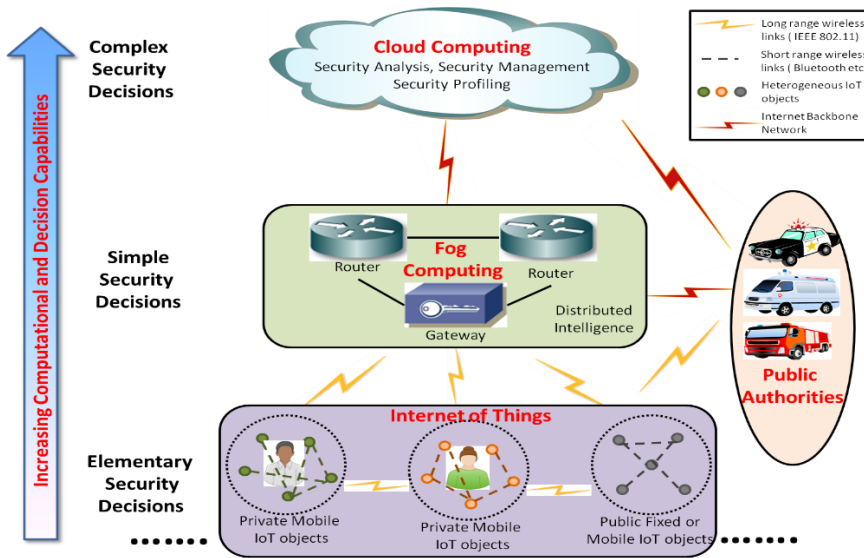 Complex
Security
Decisions
Cloud Computing
Security Analysis, Security Management
Security Profiling
Long range wireless
links ( IEEE 802.11)
Short range wireless
links ( Bluetooth etc
Heterogeneous IoT
objects
Internet Backbone
Network
Increasing Computational and Decision Capabilities
Simple
Security
Decisions
Router
Fog
Computing
Router
Gateway
Distributed
Intelligence
Public
Authorities
Internet of Things
Elementary
Security
Decisions
Private Mobile
IoT objects
Private Mobile
IoT objects
Public Fixed or
Mobile IoT objects